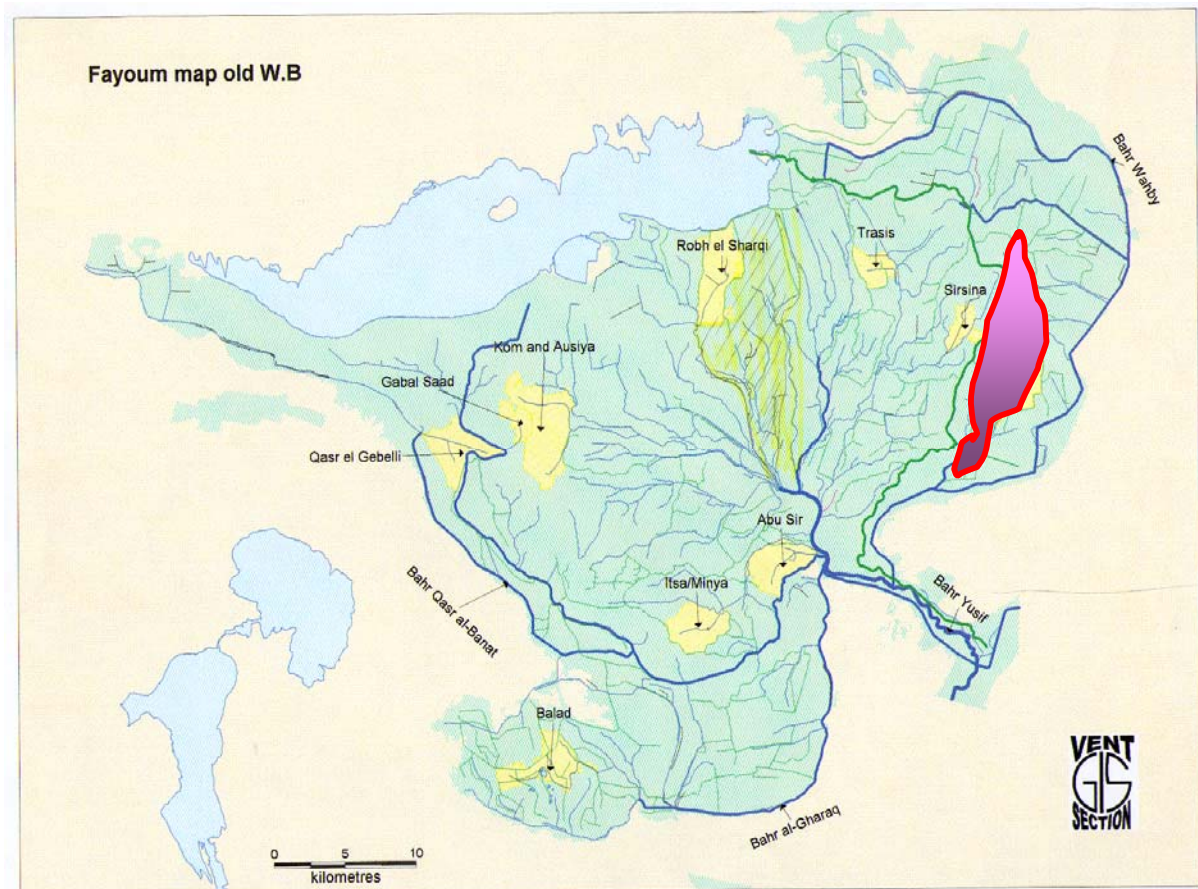 Fayoum map old W.B
Bahr Wahby
Trasis
Robh el Sharqi
Sirsina
Kom and Ausiya
Gabal Saad
Qasr el Gebelli
Abu Sir
Itsa/Minya
Bahr Yusif
Bahr Qasr al-Banat
Balad
Bahr al-Gharaq
VENT
GIS
SECTION
0 5 10
kilometres